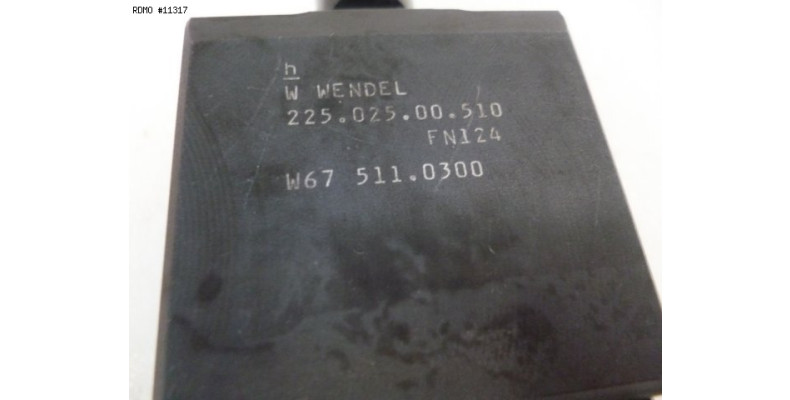 RDMO #11317
h
W WENDEL
225.025.00.510
FN124
W67 511.0300